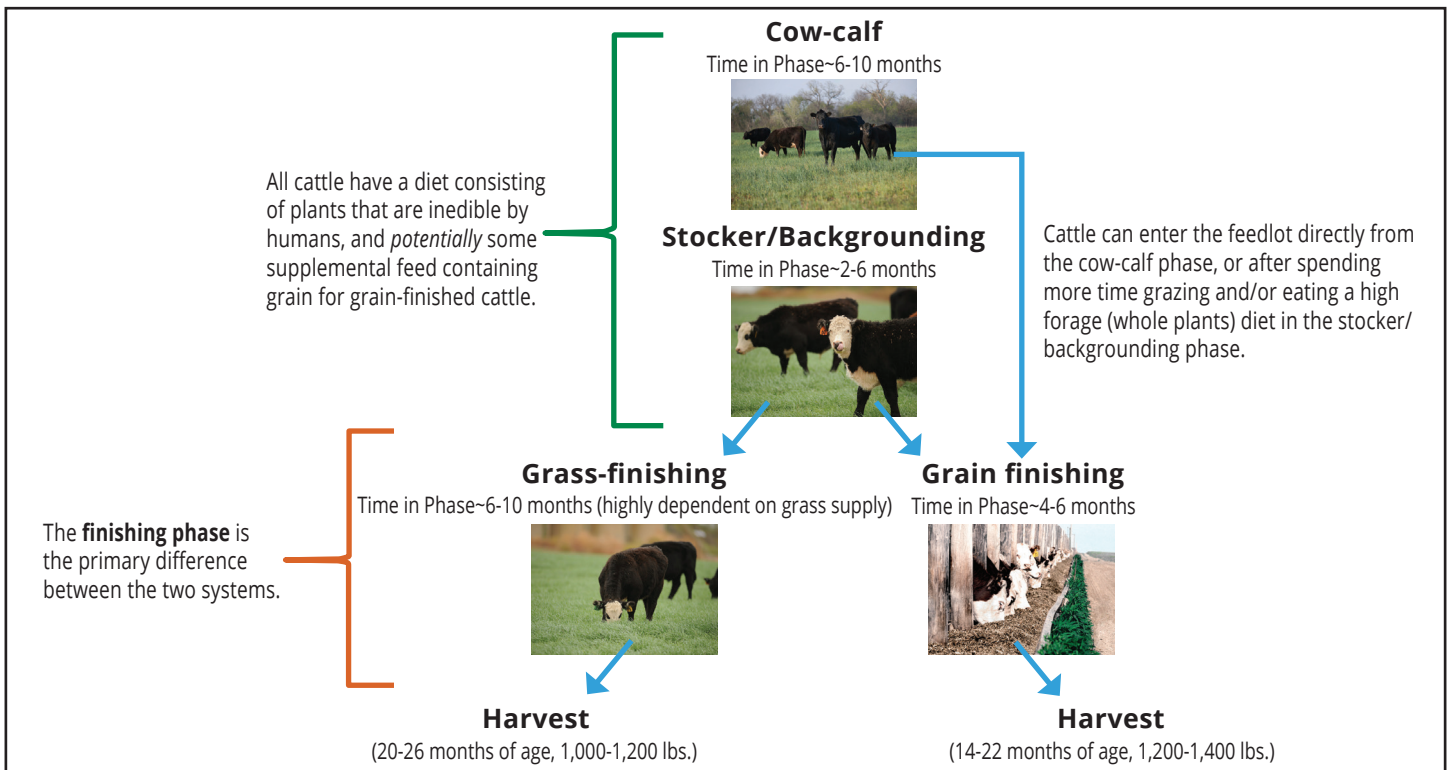 Cow-calf
Time in Phase~6-10 months
All cattle have a diet consisting
of plants that are inedible by
humans, and potentially some
supplemental feed containing
grain for grain-finished cattle.
Stocker/Backgrounding
Time in Phase~2-6 months
Cattle can enter the feedlot directly from
the cow-calf phase, or after spending
more time grazing and/or eating a high
forage (whole plants) diet in the stocker/
backgrounding phase.
Grass-finishing
Time in Phase~6-10 months (highly dependent on grass supply)
Grain finishing
Time in Phase~4-6 months
The finishing phase is
the primary difference
between the two systems.
Harvest
(20-26 months of age, 1,000-1,200 lbs.)
Harvest
(14-22 months of age, 1,200-1,400 lbs.)